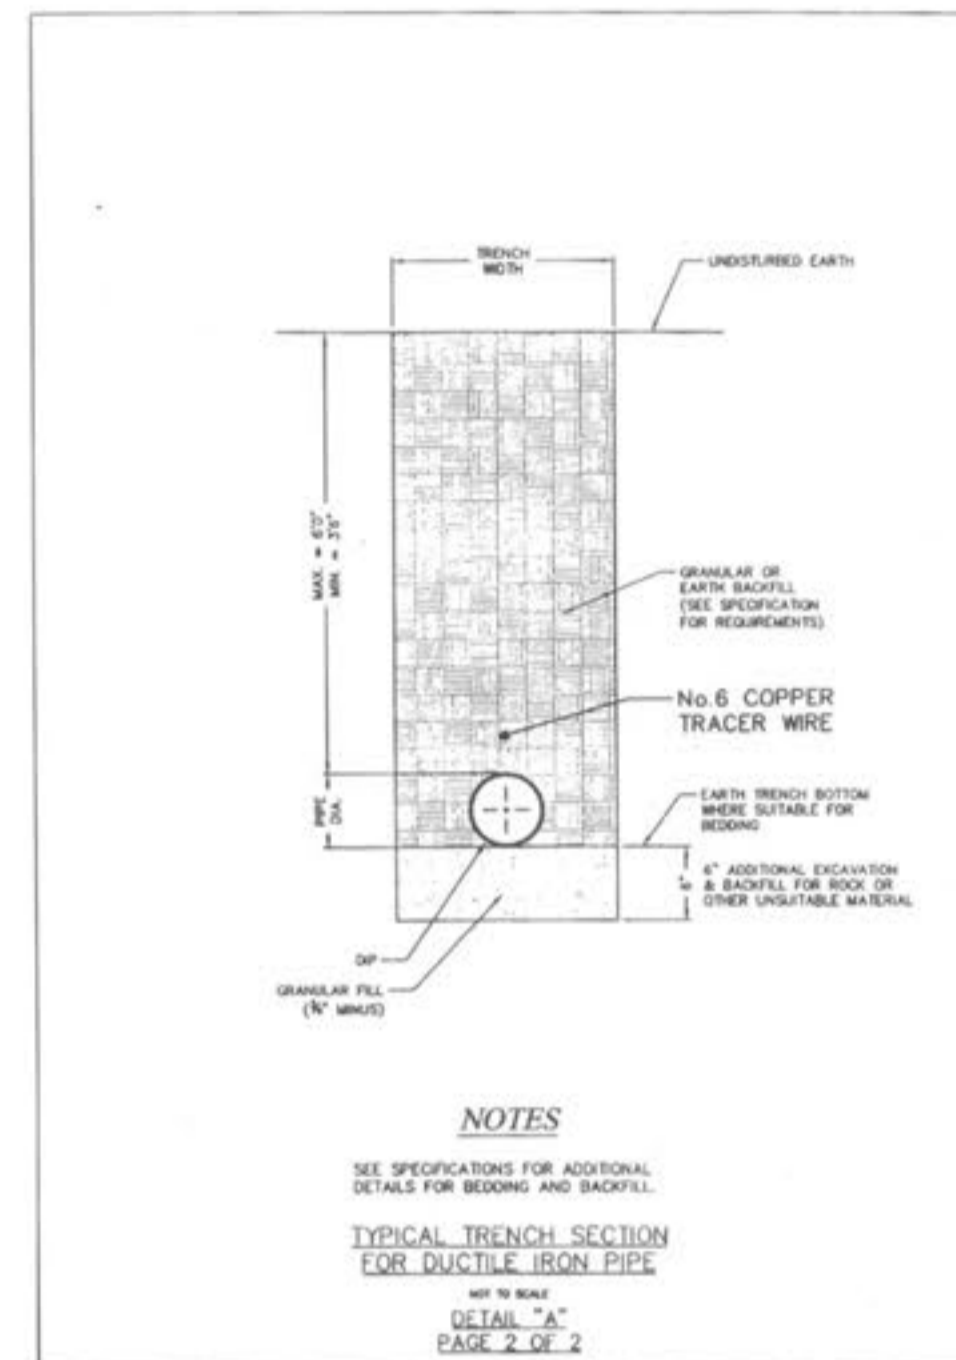 TRENCH
WIDTH
UNDISTURBED EARTH
MAX. = 6'0"
MIN. = 3'6"
GRANULAR OR
EARTH BACKFILL
(SEE SPECIFICATION
FOR REQUIREMENTS)
No.6 COPPER
TRACER WIRE
PIPE
DIA.
EARTH TRENCH BOTTOM
WHERE SUITABLE FOR
BEDDING
6"
6" ADDITIONAL EXCAVATION
& BACKFILL FOR ROCK OR
OTHER UNSUITABLE MATERIAL
DIP
GRANULAR FILL
MINUS)
NOTES
SEE SPECIFICATIONS FOR ADDITIONAL
DETAILS FOR BEDDING AND BACKFILL.
TYPICAL TRENCH SECTION
FOR DUCTILE IRON PIPE
NOT TO SCALE
DETAIL "A"
PAGE 2 OF 2